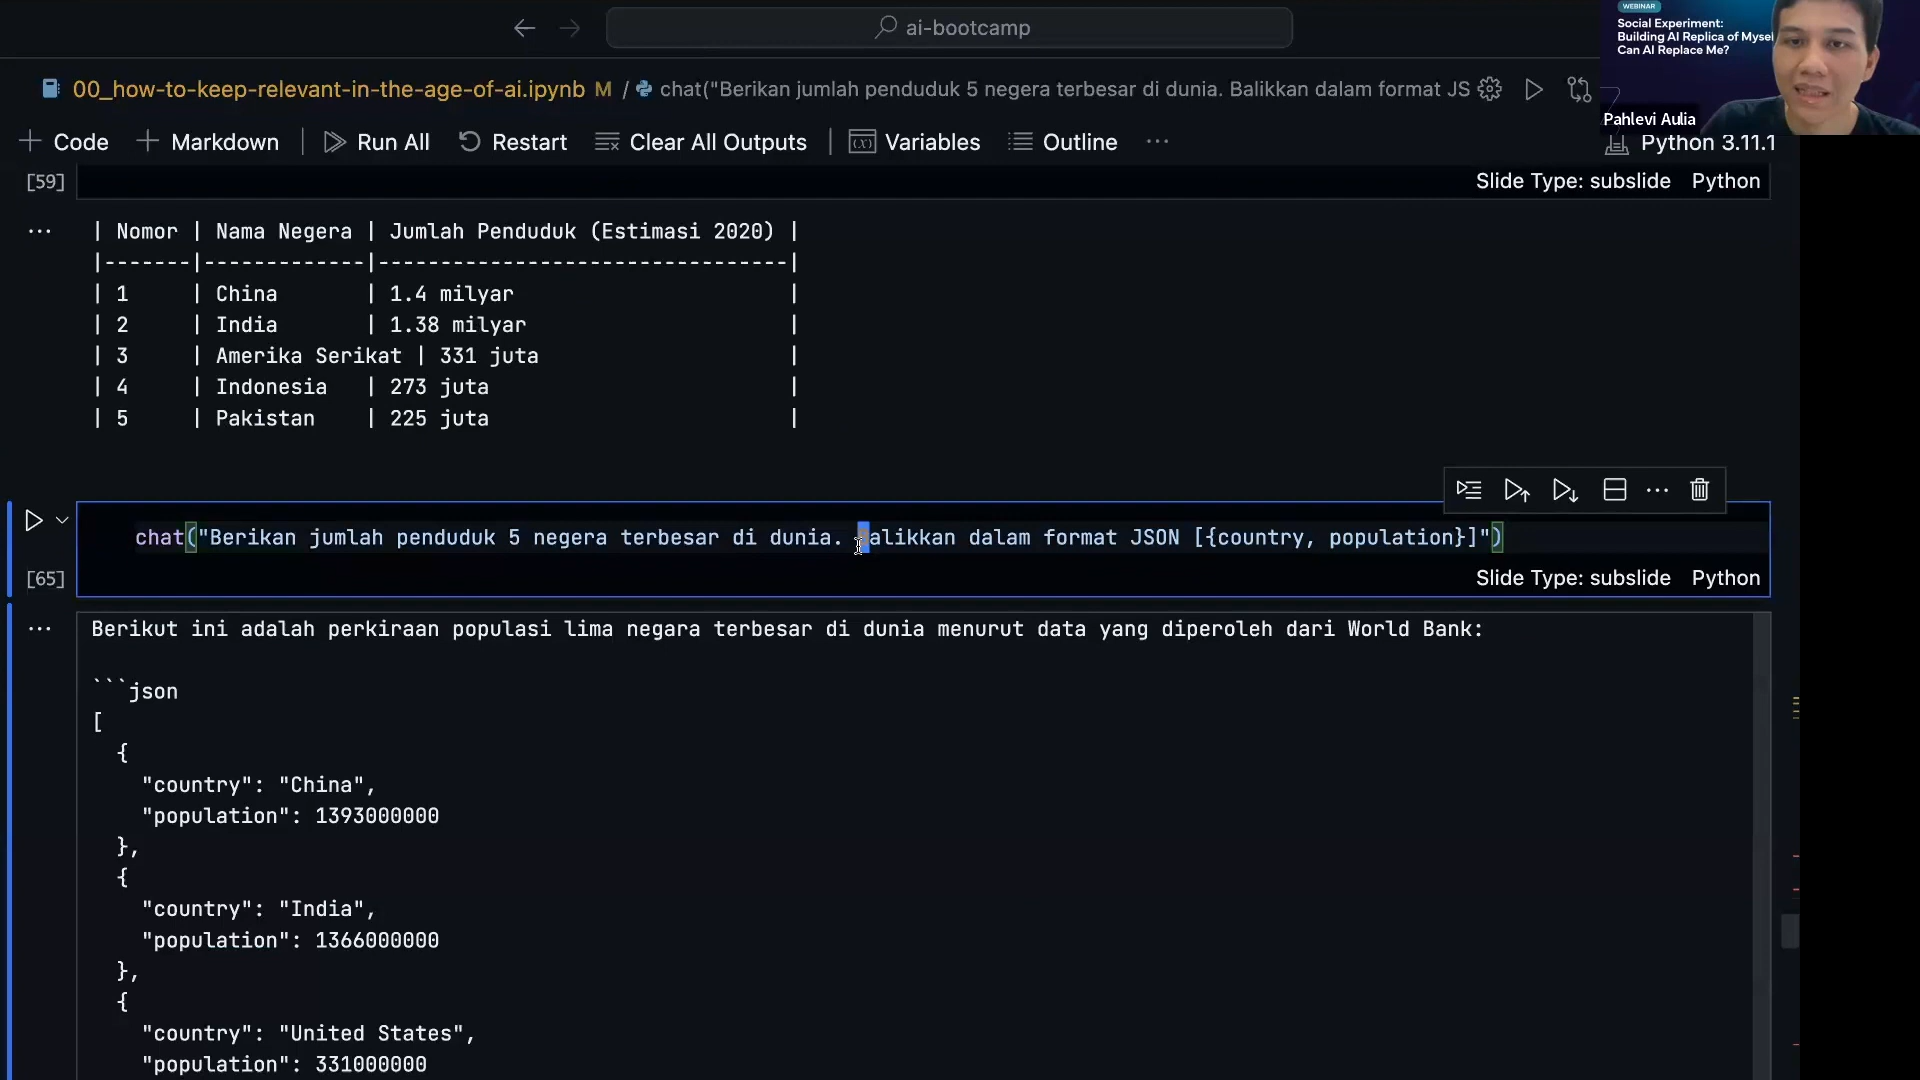 ai-bootcamp
WEBINAR
Social Experiment:
Building AI Replica of Mysel
Can AI Replace Me?
Pahlevi Aulia
00_how-to-keep-relevant-in-the-age-of-ai.ipynb M / chat("Berikan jumlah penduduk 5 negera terbesar di dunia. Balikkan dalam format JS
Code Markdown Run All Restart Clear All Outputs Variables Outline ... Python 3.11.1
[59] Slide Type: subslide Python
| Nomor | Nama Negera | Jumlah Penduduk (Estimasi 2020) |
|-------|-------------|---------------------------------|
| 1 | China | 1.4 milyar |
| 2 | India | 1.38 milyar |
| 3 | Amerika Serikat | 331 juta |
| 4 | Indonesia | 273 juta |
| 5 | Pakistan | 225 juta |
chat("Berikan jumlah penduduk 5 negera terbesar di dunia. Balikkan dalam format JSON [{country, population}]")
[65] Slide Type: subslide Python
Berikut ini adalah perkiraan populasi lima negara terbesar di dunia menurut data yang diperoleh dari World Bank:
```json
[
{
"country": "China",
"population": 1393000000
},
{
"country": "India",
"population": 1366000000
},
{
"country": "United States",
"population": 331000000